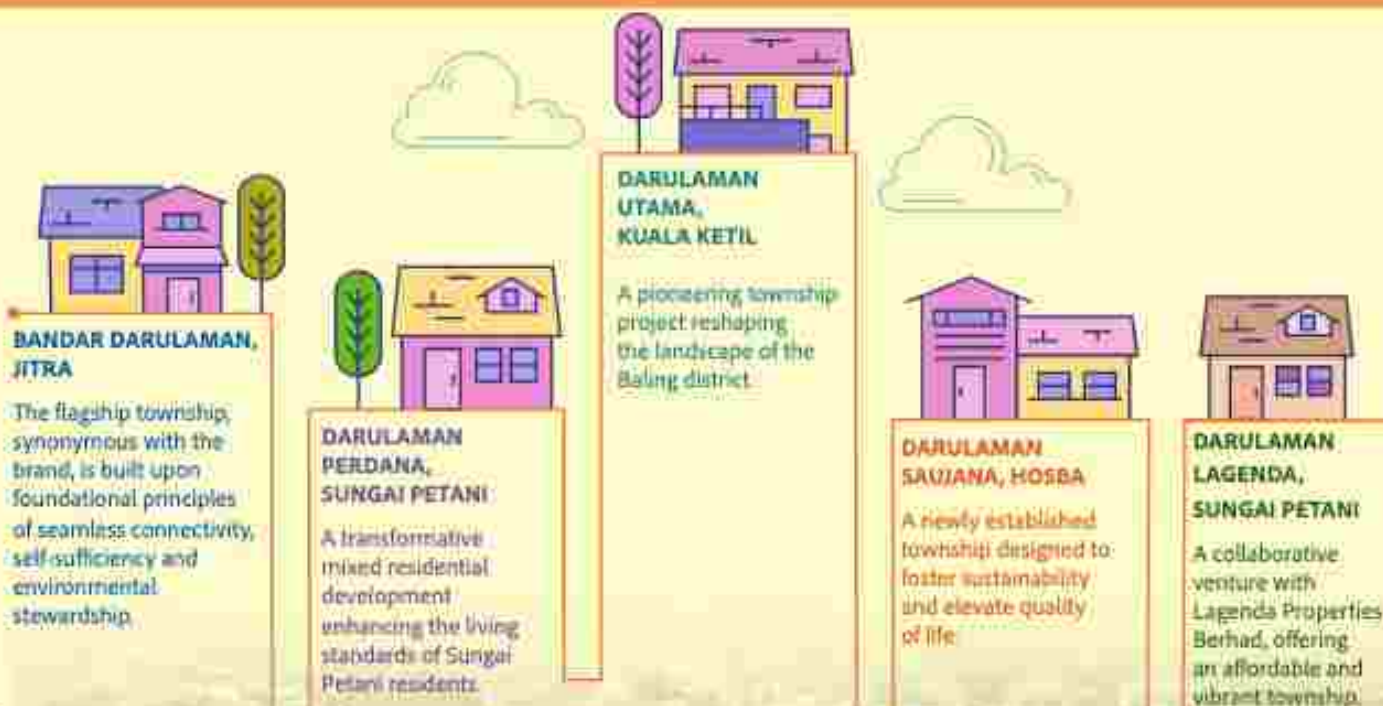 BANDAR DARULAMAN,
JITRA
The flagship township,
synonymous with the
brand, is built upon
foundational principles
of seamless connectivity,
self-sufficiency and
environmental
stewardship.
DARULAMAN
PERDANA,
SUNGAI PETANI
A transformative
mixed residential
development
enhancing the living
standards of Sungai
Petani residents.
DARULAMAN
UTAMA,
KUALA KETIL
A pioneering township
project reshaping
the landscape of the
Baling district.
DARULAMAN
SAUJANA, HOSBA
A newly established
township designed to
foster sustainability
and elevate quality
of life.
DARULAMAN
LAGENDA,
SUNGAI PETANI
A collaborative
venture with
Lagenda Properties
Berhad, offering
an affordable and
vibrant township.